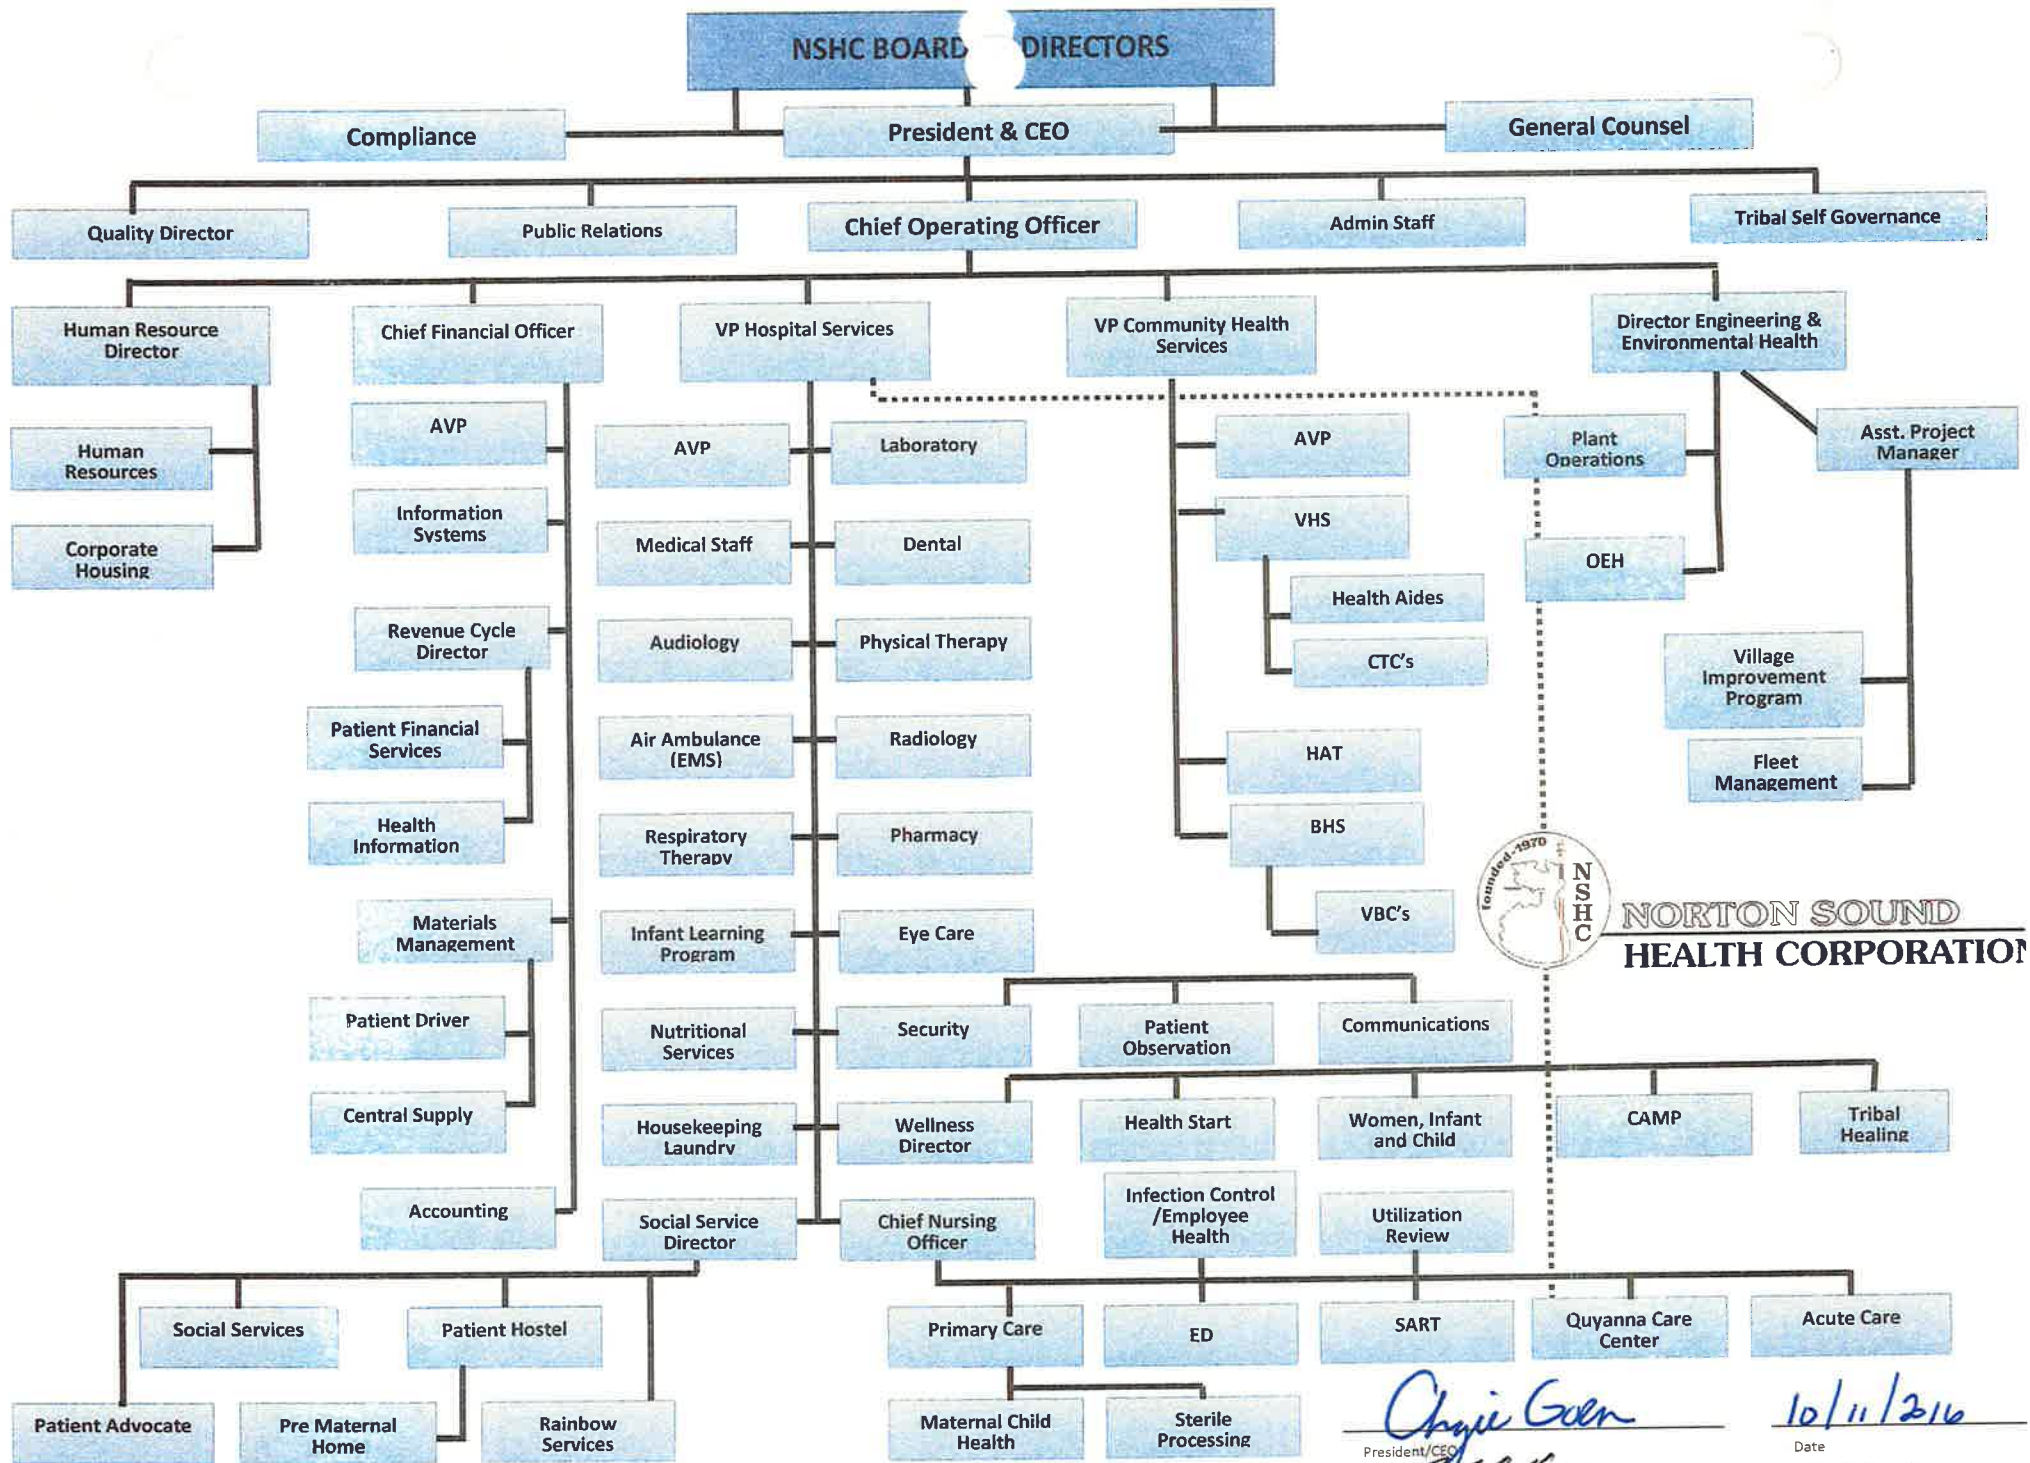 NSHC BOARD DIRECTORS
Compliance
President & CEO
General Counsel
Quality Director
Public Relations
Chief Operating Officer
Admin Staff
Tribal Self Governance
Human Resource
Director
Chief Financial Officer
VP Hospital Services
VP Community Health
Services
Director Engineering &
Environmental Health
Human
Resources
Corporate
Housing
AVP
Information
Systems
Revenue Cycle
Director
Patient Financial
Services
Health
Information
Materials
Management
Patient Driver
Central Supply
Accounting
AVP
Laboratory
Medical Staff
Dental
Audiology
Physical Therapy
Air Ambulance
(EMS)
Radiology
Respiratory
Therapy
Pharmacy
Infant Learning
Program
Eye Care
Nutritional
Services
Security
Patient
Observation
Communications
Housekeeping
Laundry
Wellness
Director
Health Start
Women, Infant
and Child
CAMP
Tribal
Healing
Social Service
Director
Chief Nursing
Officer
Infection Control
/Employee
Health
Utilization
Review
AVP
VHS
Health Aides
CTC's
HAT
BHS
VBC's
Plant
Operations
OEH
Asst. Project
Manager
Village
Improvement
Program
Fleet
Management
founded-1970
NSHC
NORTON SOUND
HEALTH CORPORATION
Social Services
Patient Hostel
Patient Advocate
Pre Maternal
Home
Rainbow
Services
Primary Care
ED
SART
Quyanna Care
Center
Acute Care
Maternal Child
Health
Sterile
Processing
10/11/2016
President/CEO
Date